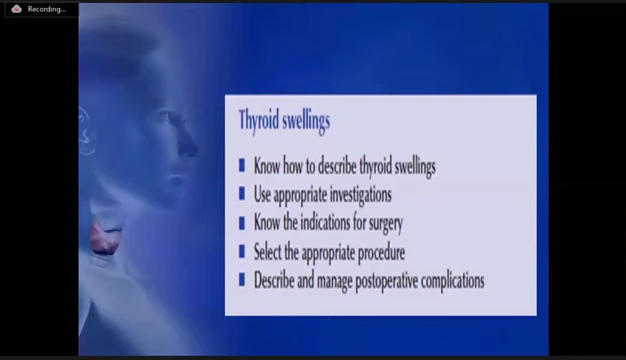 Recording...
Thyroid swellings
Know how to describe thyroid swellings
Use appropriate investigations
Know the indications for surgery
Select the appropriate procedure
Describe and manage postoperative complications